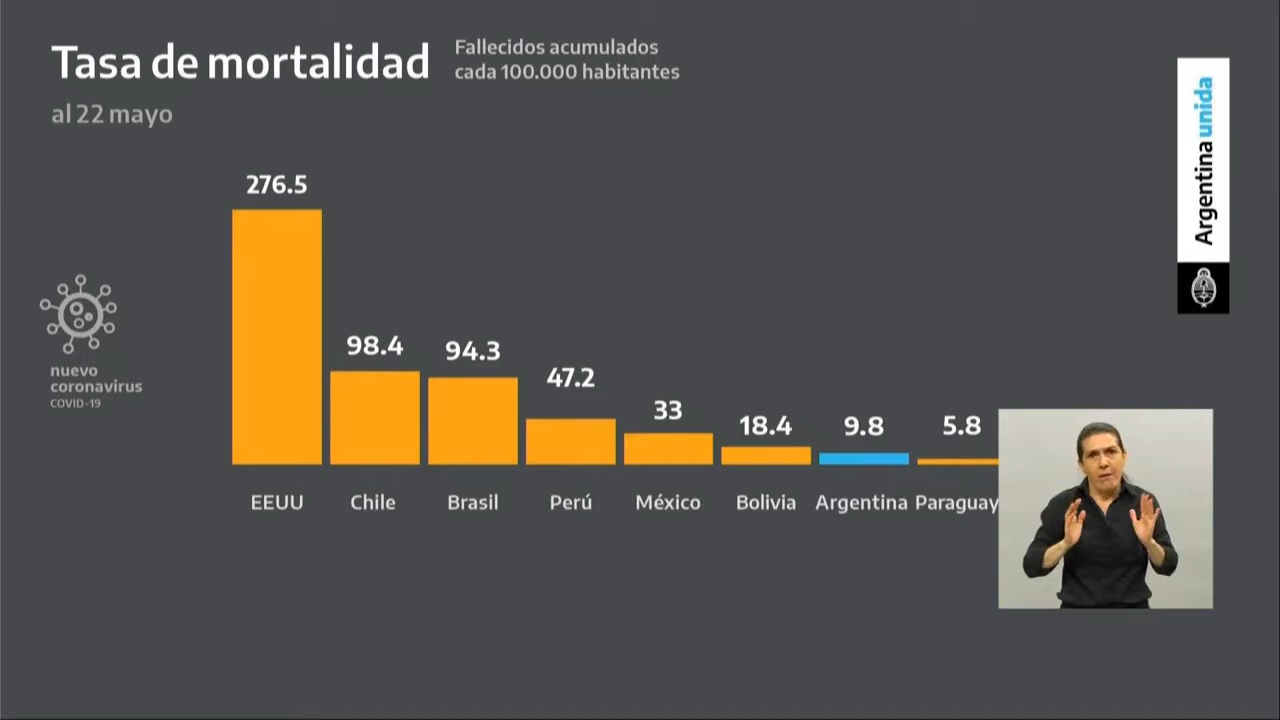 Tasa de mortalidad
Fallecidos acumulados
cada 100.000 habitantes
al 22 mayo
Argentina unida
276.5
98.4
94.3
47.2
33
18.4
9.8
5.8
nuevo
coronavirus
COVID-19
EEUU
Chile
Brasil
Perú
México
Bolivia
Argentina
Paraguay